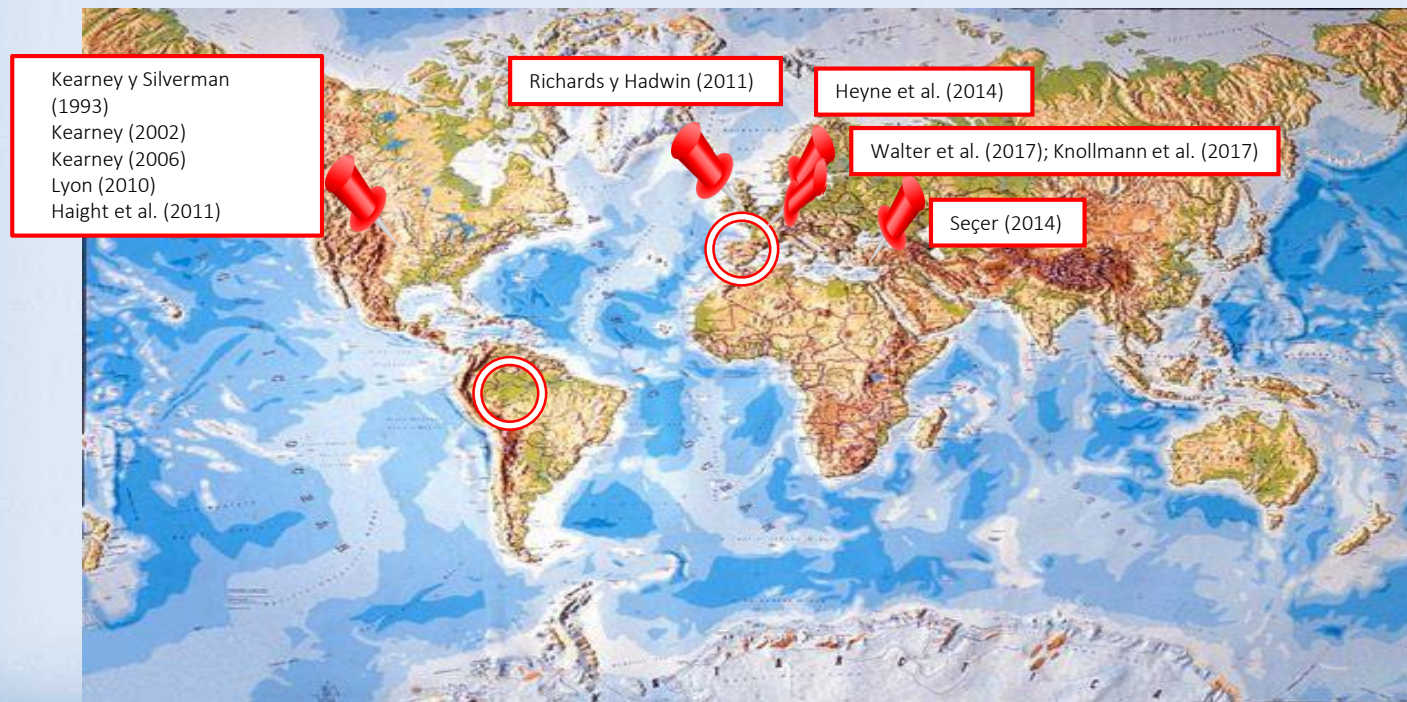 Kearney y Silverman
(1993)
Kearney (2002)
Kearney (2006)
Lyon (2010)
Haight et al. (2011)
Richards y Hadwin (2011)
Heyne et al. (2014)
Walter et al. (2017); Knollmann et al. (2017)
Seçer (2014)